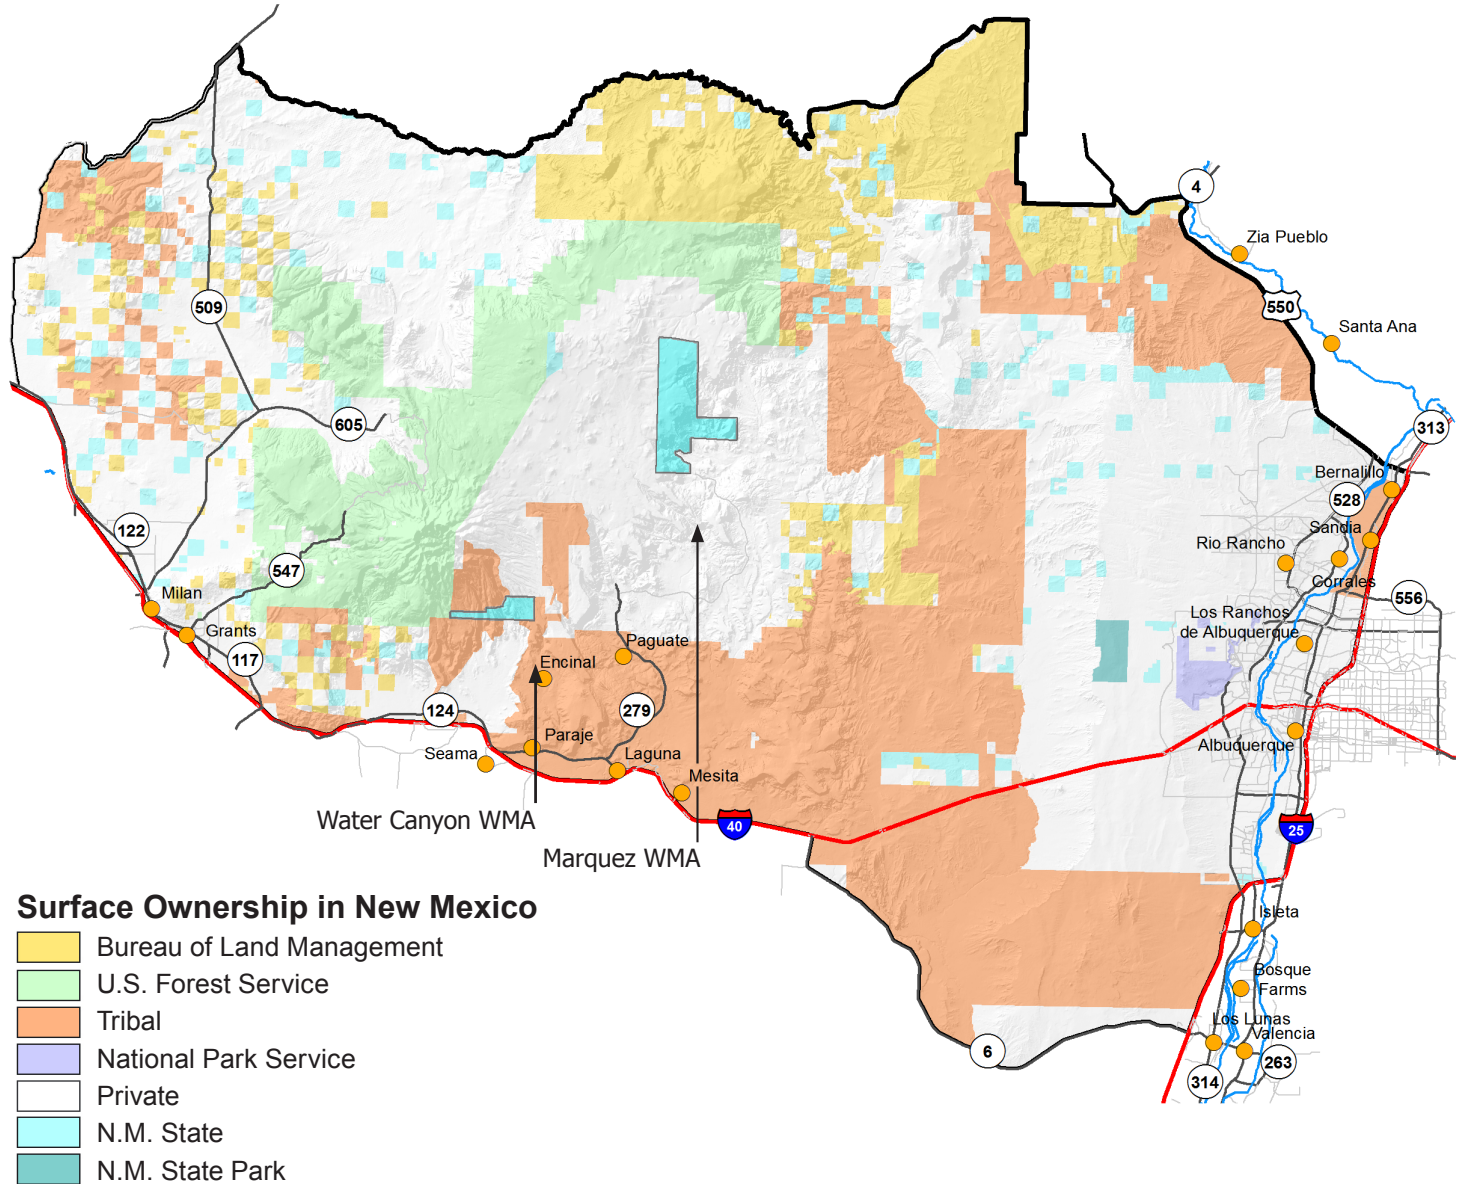 4
Zia Pueblo
550
509
Santa Ana
605
313
Bernalillo
528
122
Sandia
Rio Rancho
547
Corrales
Milan
556
Los Ranchos
de Albuquerque
Grants
Paguate
117
Encinal
124
279
Paraje
Seama
Laguna
Albuquerque
Mesita
Water Canyon WMA
40
25
Marquez WMA
Isleta
Bosque
Farms
Los Lunas
Valencia
6
263
314
Surface Ownership in New Mexico
Bureau of Land Management
U.S. Forest Service
Tribal
National Park Service
Private
N.M. State
N.M. State Park